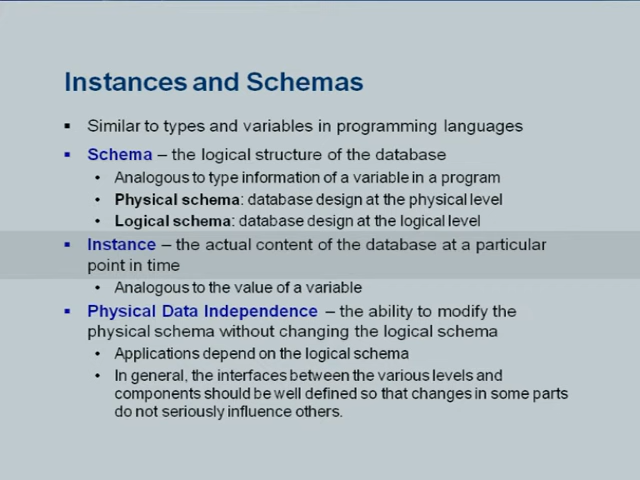 Instances and Schemas
▪ Similar to types and variables in programming languages
▪ Schema – the logical structure of the database
• Analogous to type information of a variable in a program
• Physical schema: database design at the physical level
• Logical schema: database design at the logical level
▪ Instance – the actual content of the database at a particular
point in time
• Analogous to the value of a variable
▪ Physical Data Independence – the ability to modify the
physical schema without changing the logical schema
• Applications depend on the logical schema
• In general, the interfaces between the various levels and
components should be well defined so that changes in some parts
do not seriously influence others.